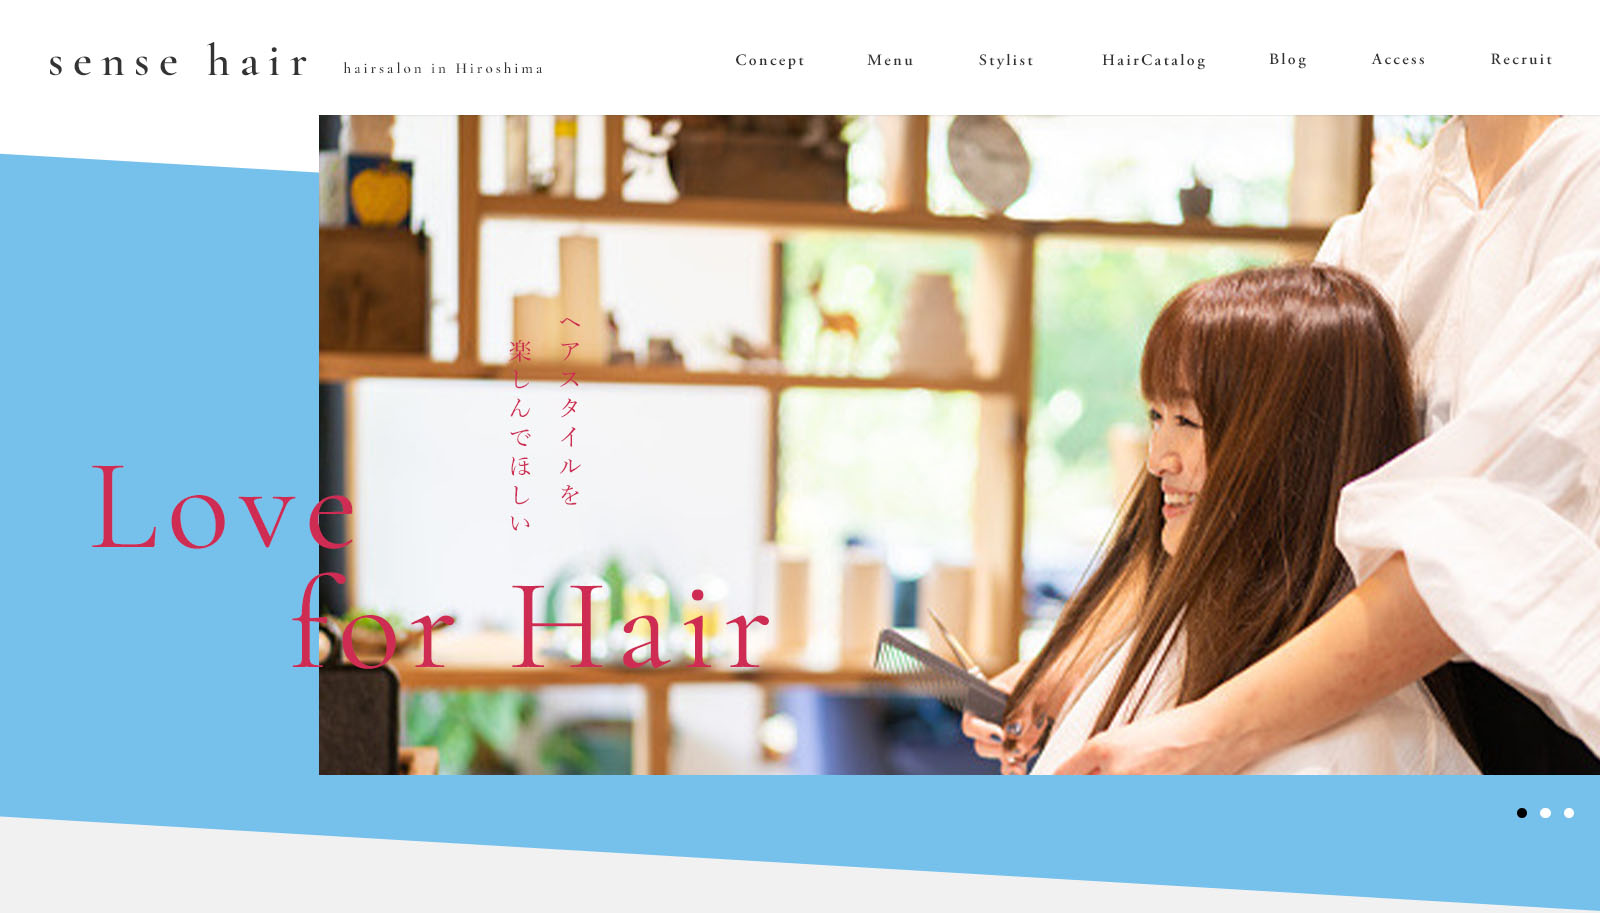 sense hair
hairsalon in Hiroshima
Concept
Menu
Stylist
HairCatalog
Blog
Access
Recruit
ヘアスタイルを
楽しんでほしい
Love
for Hair